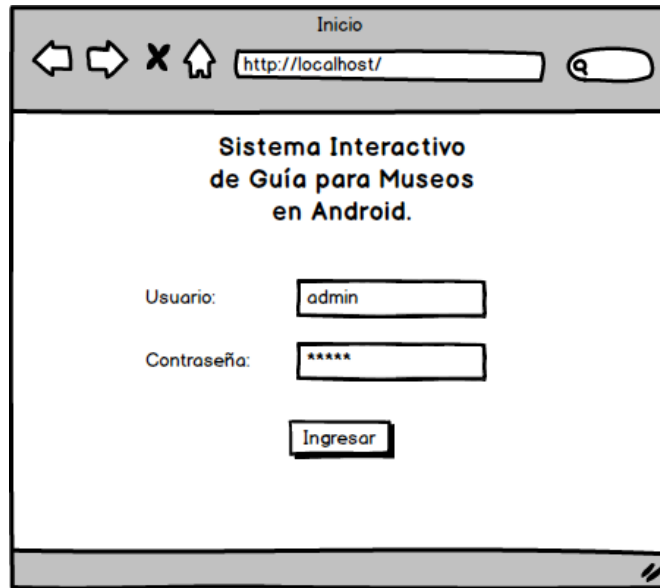 Inicio
http://localhost/
Sistema Interactivo
de Guía para Museos
en Android.
Usuario: admin
Contraseña: *****
Ingresar